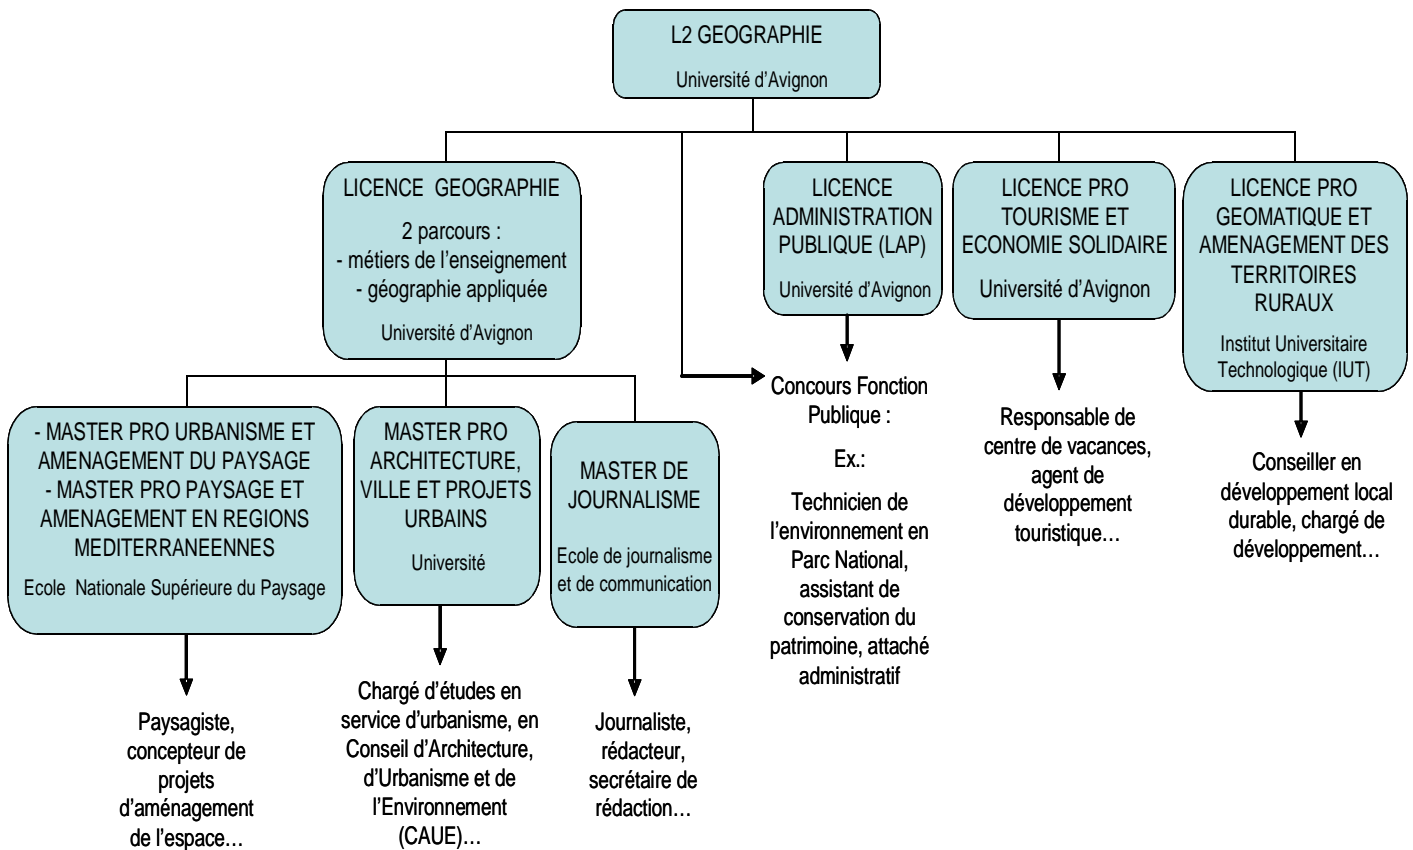 L2 GEOGRAPHIE
Université d'Avignon
LICENCE GEOGRAPHIE
2 parcours :
- métiers de l'enseignement
- géographie appliquée
Université d'Avignon
LICENCE
ADMINISTRATION
PUBLIQUE (LAP)
Université d'Avignon
LICENCE PRO
TOURISME ET
ECONOMIE SOLIDAIRE
Université d'Avignon
LICENCE PRO
GEOMATIQUE ET
AMENAGEMENT DES
TERRITOIRES
RURAUX
Institut Universitaire
Technologique (IUT)
- MASTER PRO URBANISME ET
AMENAGEMENT DU PAYSAGE
- MASTER PRO PAYSAGE ET
AMENAGEMENT EN REGIONS
MEDITERRANEENNES
Ecole Nationale Supérieure du Paysage
MASTER PRO
ARCHITECTURE,
VILLE ET PROJETS
URBAINS
Université
MASTER DE
JOURNALISME
Ecole de journalisme
et de communication
Concours Fonction
Publique :
Ex.:
Technicien de
l'environnement en
Parc National,
assistant de
conservation du
patrimoine, attaché
administratif
Responsable de
centre de vacances,
agent de
développement
touristique…
Conseiller en
développement local
durable, chargé de
développement…
Paysagiste,
concepteur de
projets
d'aménagement
de l'espace…
Chargé d'études en
service d'urbanisme, en
Conseil d'Architecture,
d'Urbanisme et de
l'Environnement
(CAUE)…
Journaliste,
rédacteur,
secrétaire de
rédaction…